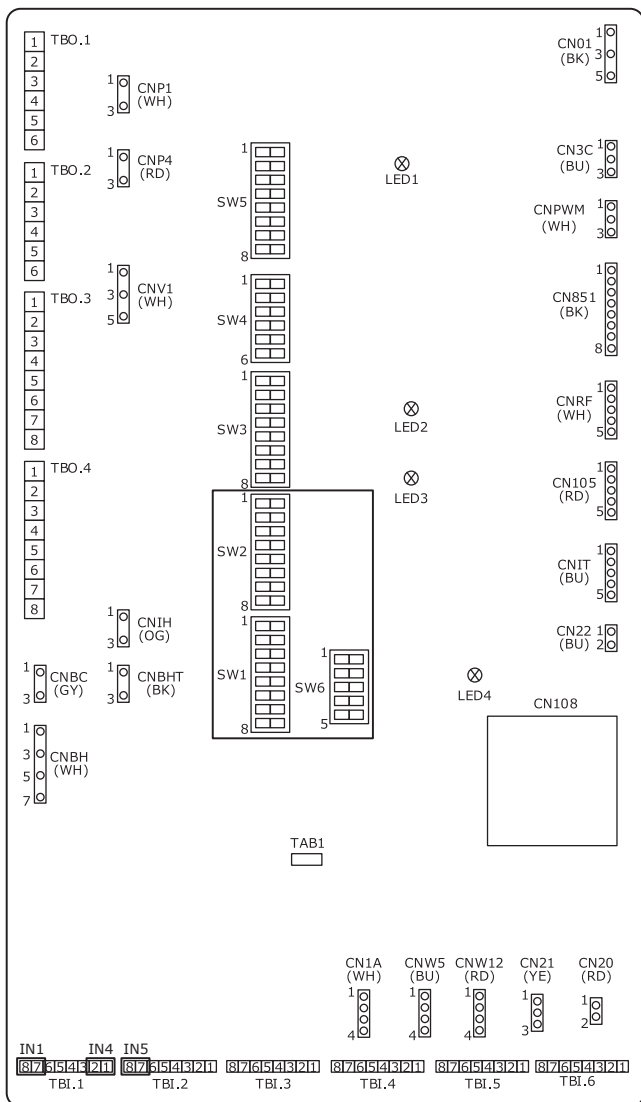 1 TBO.1
2
3
4
5
6
1 CNP1
3 (WH)
1 CNP4
3 (RD)
1 TBO.2
2
3
4
5
6
1 CNV1
3 (WH)
5
1 TBO.3
2
3
4
5
6
7
8
1 TBO.4
2
3
4
5
6
7
8
1 CNIH
3 (OG)
1 CNBC
3 (GY)
1 CNBHT
3 (BK)
1 CNBH
3 (WH)
5
7
1
SW5
8
1
SW4
6
1
SW3
8
1
SW2
8
1
SW1
8
1
SW6
5
LED1
LED2
LED3
LED4
CN01 1
(BK) 3
5
CN3C 1
(BU) 3
CNPWM 1
(WH) 3
1
CN851
(BK)
8
CNRF 1
(WH)
5
CN105 1
(RD)
5
CNIT 1
(BU)
5
CN22 1
(BU) 2
CN108
TAB1
CN1A
(WH)
1
4
CNW5
(BU)
1
4
CNW12
(RD)
1
4
CN21
(YE)
1
3
CN20
(RD)
1
2
IN1 IN4 IN5
87654321 87654321 87654321 87654321 87654321 87654321
TBI.1 TBI.2 TBI.3 TBI.4 TBI.5 TBI.6